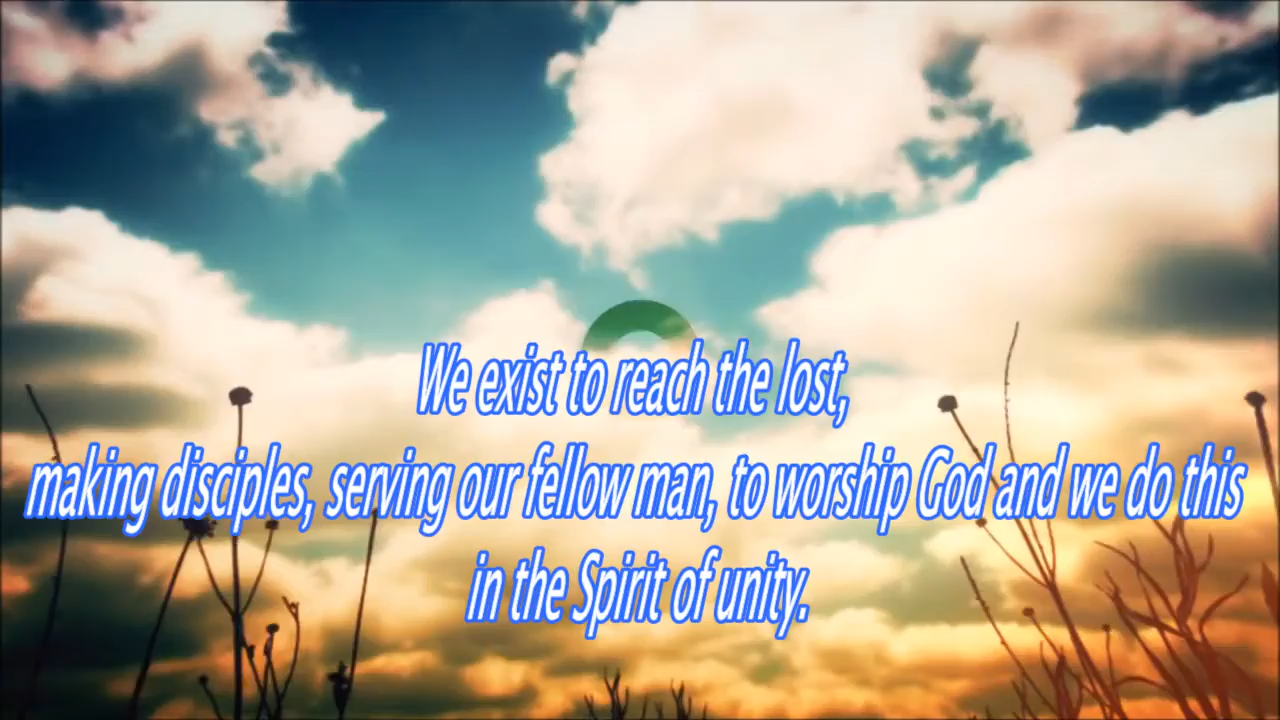 We exist to reach the lost,
making disciples, serving our fellow man, to worship God and we do this
in the Spirit of unity.